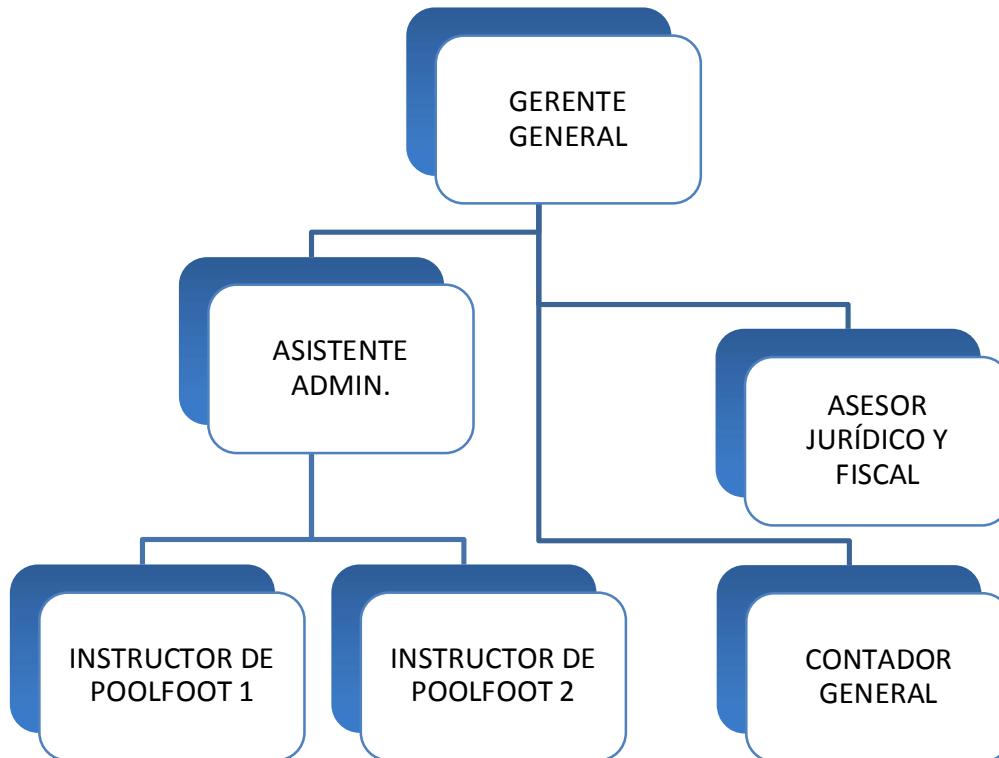 GERENTE
GENERAL
ASISTENTE
ADMIN.
ASESOR
JURÍDICO Y
FISCAL
INSTRUCTOR DE
POOLFOOT 1
INSTRUCTOR DE
POOLFOOT 2
CONTADOR
GENERAL